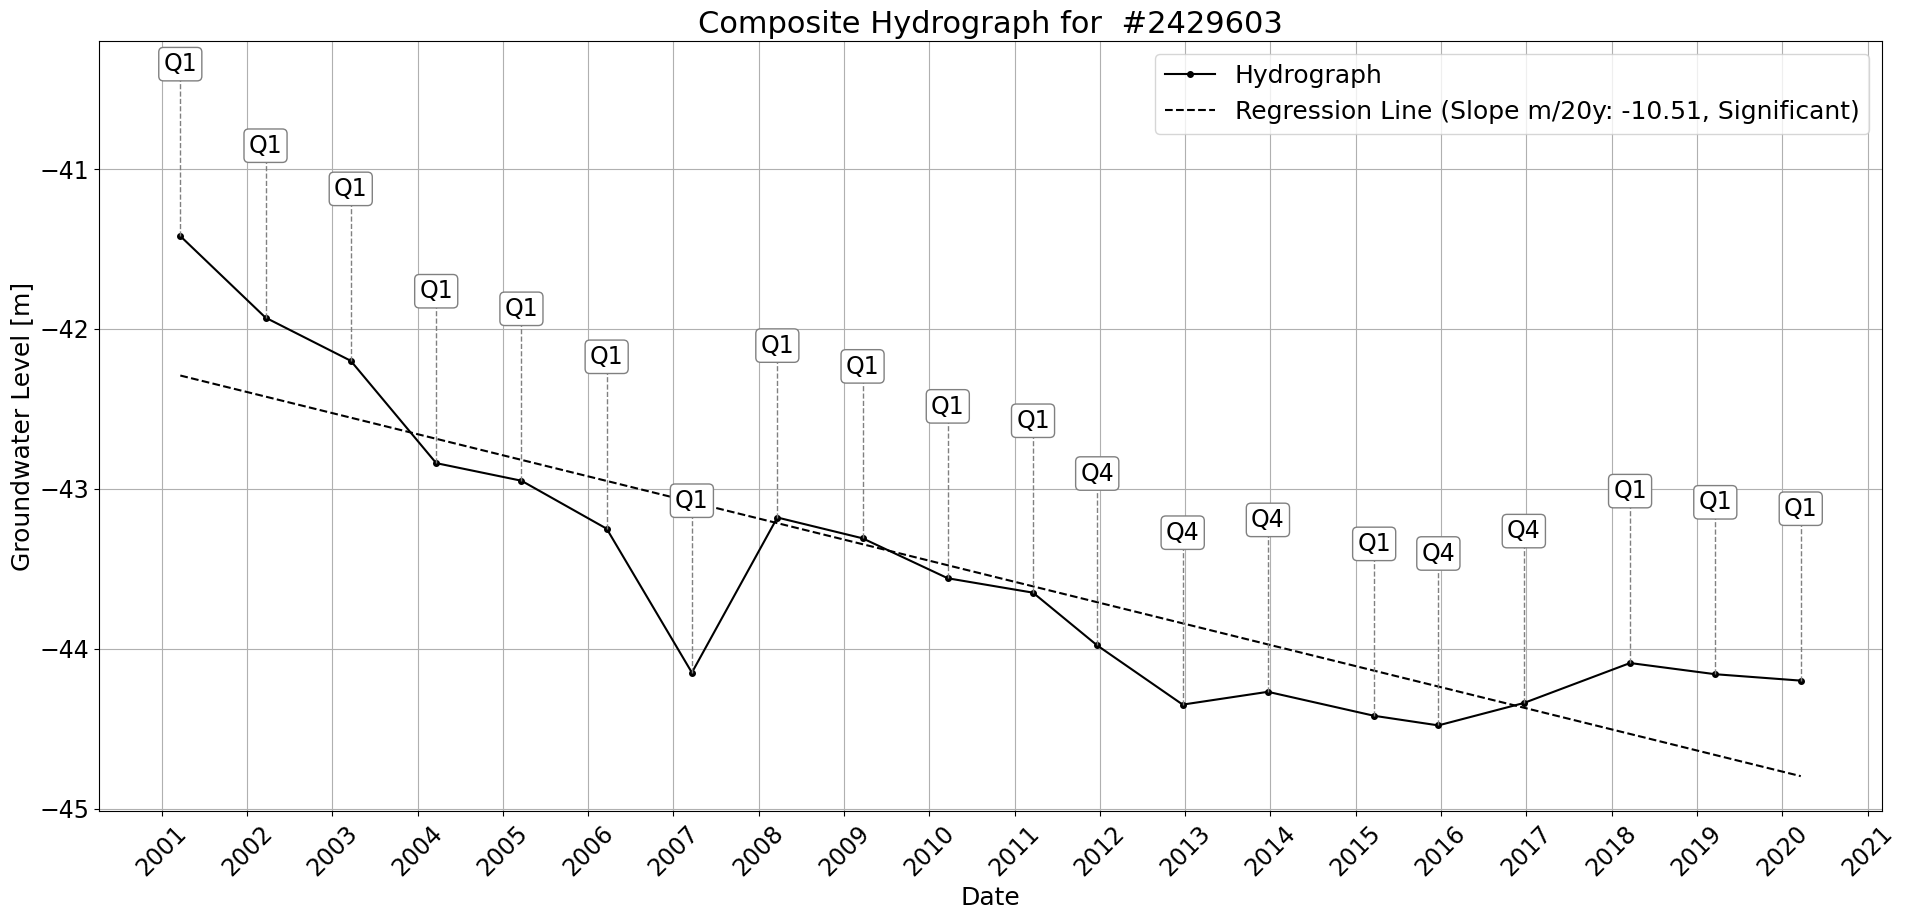 Composite Hydrograph for #2429603
Hydrograph
Regression Line (Slope m/20y: -10.51, Significant)
Q1
Q1
Q1
Q1
Q1
Q1
Q1
Q1
Q1
Q1
Q1
Q4
Q4
Q4
Q1
Q4
Q4
Q1
Q1
Q1
Groundwater Level [m]
−41
−42
−43
−44
−45
2001
2002
2003
2004
2005
2006
2007
2008
2009
2010
2011
2012
2013
2014
2015
2016
2017
2018
2019
2020
2021
Date